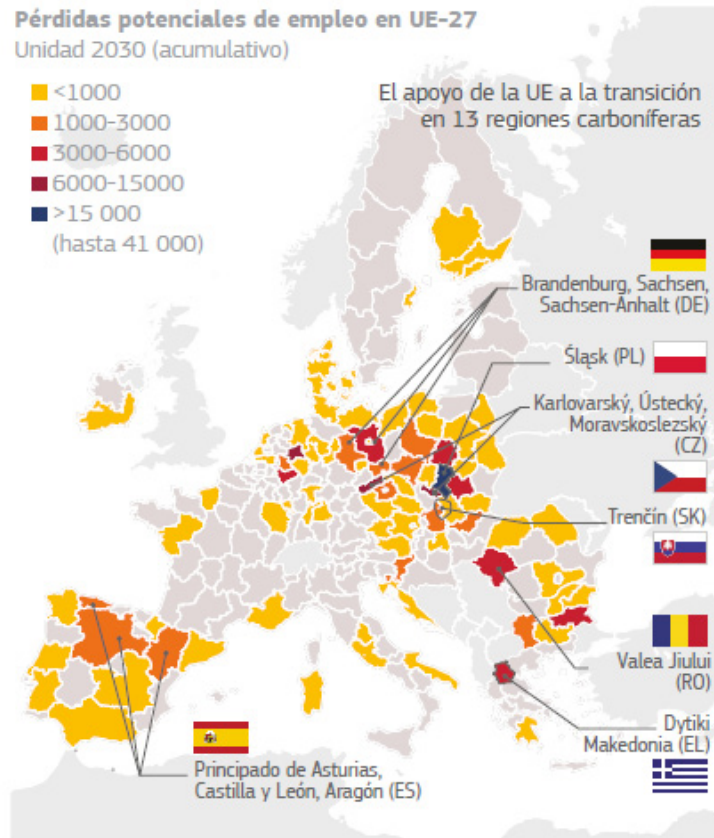 Pérdidas potenciales de empleo en UE-27
Unidad 2030 (acumulativo)
<1000
1000-3000
3000-6000
6000-15000
>15 000
(hasta 41 000)
El apoyo de la UE a la transición
en 13 regiones carboníferas
Brandenburg, Sachsen,
Sachsen-Anhalt (DE)
Śląsk (PL)
Karlovarský, Ústecký,
Moravskoslezský
(CZ)
Trenčín (SK)
Valea Jiului
(RO)
Dytiki
Makedonia (EL)
Principado de Asturias,
Castilla y León, Aragón (ES)